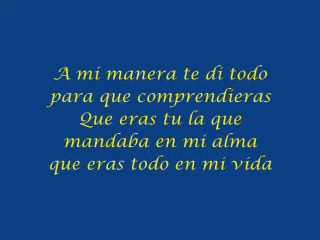 A mi manera te di todo
para que comprendieras
Que eras tu la que
mandaba en mi alma
que eras todo en mi vida